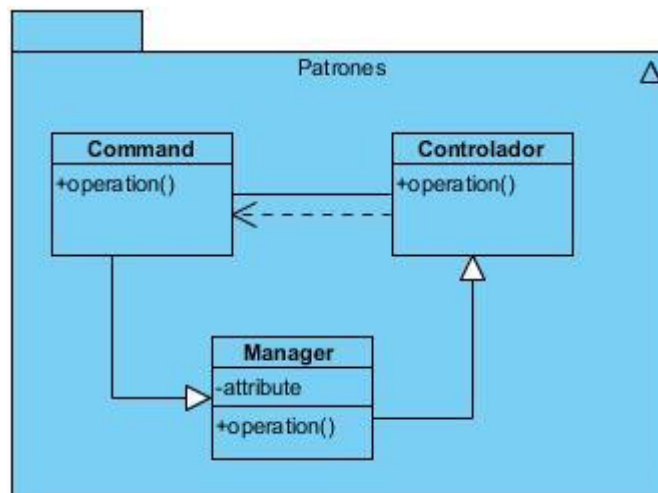 Patrones
Command
+operation()
Controlador
+operation()
Manager
-attribute
+operation()